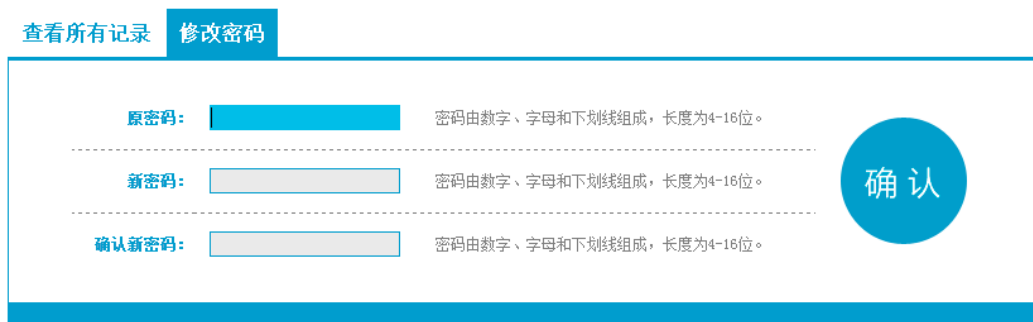 查看所有记录 修改密码
原密码： 密码由数字、字母和下划线组成，长度为4-16位。
新密码： 密码由数字、字母和下划线组成，长度为4-16位。
确认
确认新密码： 密码由数字、字母和下划线组成，长度为4-16位。